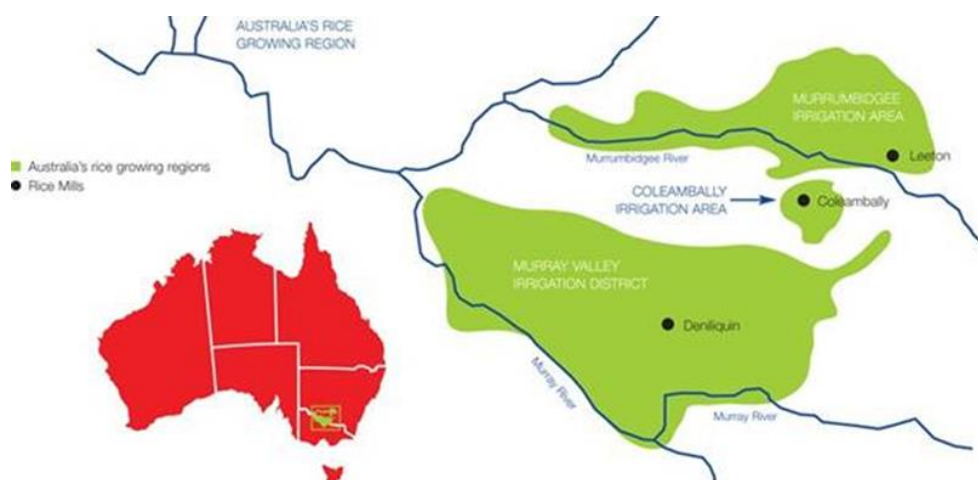 AUSTRALIA'S RICE
GROWING REGION
MURRUMBIDGEE
IRRIGATION AREA
Murrumbidgee River
Leeton
Australia's rice growing regions
Rice Mills
COLEAMBALLY
IRRIGATION AREA
Coleambally
MURRAY VALLEY
IRRIGATION DISTRICT
Deniliquin
Murray River
Murray River